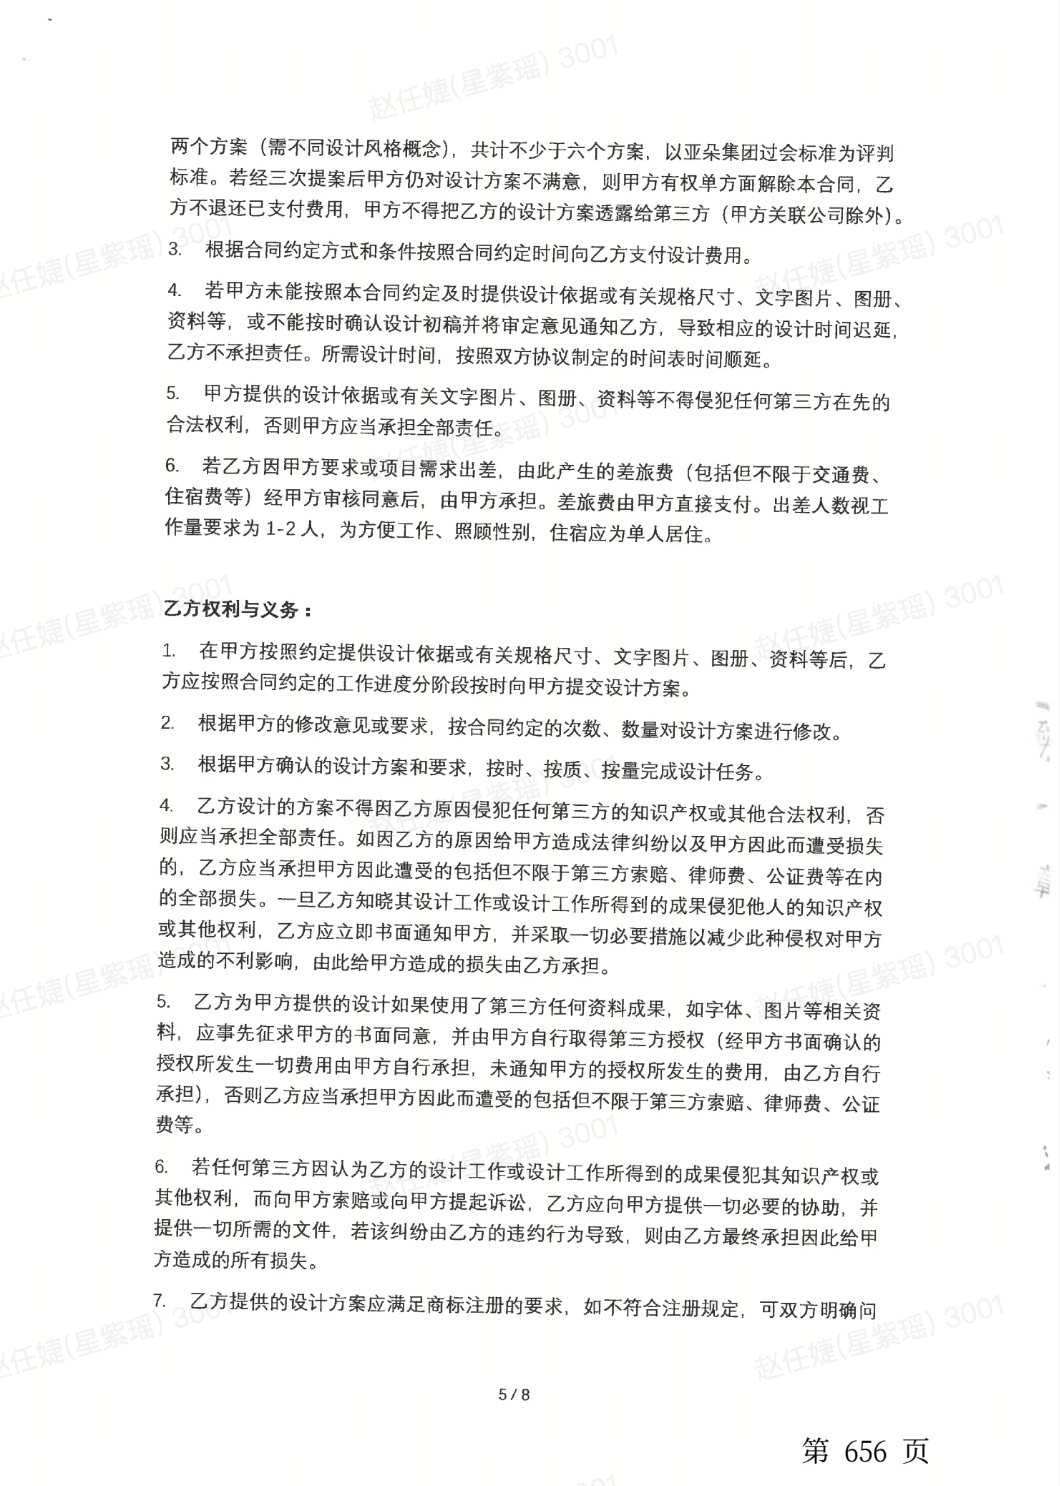 赵任婕(星紫瑶) 3001
两个方案（需不同设计风格概念），共计不少于六个方案，以亚朵集团过会标准为评判
标准。若经三次提案后甲方仍对设计方案不满意，则甲方有权单方面解除本合同，乙
方不退还已支付费用，甲方不得把乙方的设计方案透露给第三方（甲方关联公司除外）。
3. 根据合同约定方式和条件按照合同约定时间向乙方支付设计费用。
4. 若甲方未能按照本合同约定及时提供设计依据或有关规格尺寸、文字图片、图册、
资料等，或不能按时确认设计初稿并将审定意见通知乙方，导致相应的设计时间迟延，
乙方不承担责任。所需设计时间，按照双方协议制定的时间表时间顺延。
5. 甲方提供的设计依据或有关文字图片、图册、资料等不得侵犯任何第三方在先的
合法权利，否则甲方应当承担全部责任。
6. 若乙方因甲方要求或项目需求出差，由此产生的差旅费（包括但不限于交通费、
住宿费等）经甲方审核同意后，由甲方承担。差旅费由甲方直接支付。出差人数视工
作量要求为 1-2 人，为方便工作、照顾性别，住宿应为单人居住。
乙方权利与义务：
1. 在甲方按照约定提供设计依据或有关规格尺寸、文字图片、图册、资料等后，乙
方应按照合同约定的工作进度分阶段按时向甲方提交设计方案。
2. 根据甲方的修改意见或要求，按合同约定的次数、数量对设计方案进行修改。
3. 根据甲方确认的设计方案和要求，按时、按质、按量完成设计任务。
4. 乙方设计的方案不得因乙方原因侵犯任何第三方的知识产权或其他合法权利，否
则应当承担全部责任。如因乙方的原因给甲方造成法律纠纷以及甲方因此而遭受损失
的，乙方应当承担甲方因此遭受的包括但不限于第三方索赔、律师费、公证费等在内
的全部损失。一旦乙方知晓其设计工作或设计工作所得到的成果侵犯他人的知识产权
或其他权利，乙方应立即书面通知甲方，并采取一切必要措施以减少此种侵权对甲方
造成的不利影响，由此给甲方造成的损失由乙方承担。
5. 乙方为甲方提供的设计如果使用了第三方任何资料成果，如字体、图片等相关资
料，应事先征求甲方的书面同意，并由甲方自行取得第三方授权（经甲方书面确认的
授权所发生一切费用由甲方自行承担，未通知甲方的授权所发生的费用，由乙方自行
承担），否则乙方应当承担甲方因此而遭受的包括但不限于第三方索赔、律师费、公证
费等。
6. 若任何第三方因认为乙方的设计工作或设计工作所得到的成果侵犯其知识产权或
其他权利，而向甲方索赔或向甲方提起诉讼，乙方应向甲方提供一切必要的协助，并
提供一切所需的文件，若该纠纷由乙方的违约行为导致，则由乙方最终承担因此给甲
方造成的所有损失。
7. 乙方提供的设计方案应满足商标注册的要求，如不符合注册规定，可双方明确问
5 / 8
第 656 页